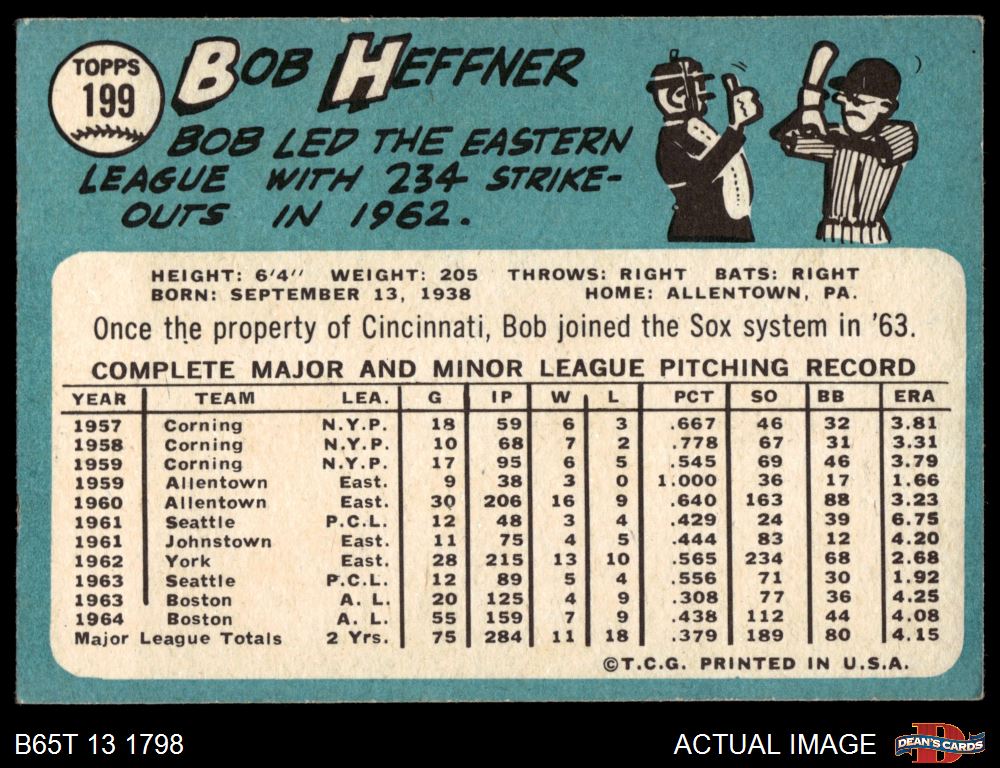 TOPPS
199
BOB HEFFNER
BOB LED THE EASTERN
LEAGUE WITH 234 STRIKE-
OUTS IN 1962.
HEIGHT: 6'4" WEIGHT: 205 THROWS: RIGHT BATS: RIGHT
BORN: SEPTEMBER 13, 1938 HOME: ALLENTOWN, PA.
Once the property of Cincinnati, Bob joined the Sox system in '63.
COMPLETE MAJOR AND MINOR LEAGUE PITCHING RECORD
YEAR TEAM LEA. G IP W L PCT SO BB ERA
1957 Corning N.Y.P. 18 59 6 3 .667 46 32 3.81
1958 Corning N.Y.P. 10 68 7 2 .778 67 31 3.31
1959 Corning N.Y.P. 17 95 6 5 .545 69 46 3.79
1959 Allentown East. 9 38 3 0 1.000 36 17 1.66
1960 Allentown East. 30 206 16 9 .640 163 88 3.23
1961 Seattle P.C.L. 12 48 3 4 .429 24 39 6.75
1961 Johnstown East. 11 75 4 5 .444 83 12 4.20
1962 York East. 28 215 13 10 .565 234 68 2.68
1963 Seattle P.C.L. 12 89 5 4 .556 71 30 1.92
1963 Boston A. L. 20 125 4 9 .308 77 36 4.25
1964 Boston A. L. 55 159 7 9 .438 112 44 4.08
Major League Totals 2 Yrs. 75 284 11 18 .379 189 80 4.15
©T.C.G. PRINTED IN U.S.A.
B65T 13 1798 ACTUAL IMAGE D DEAN'S CARDS